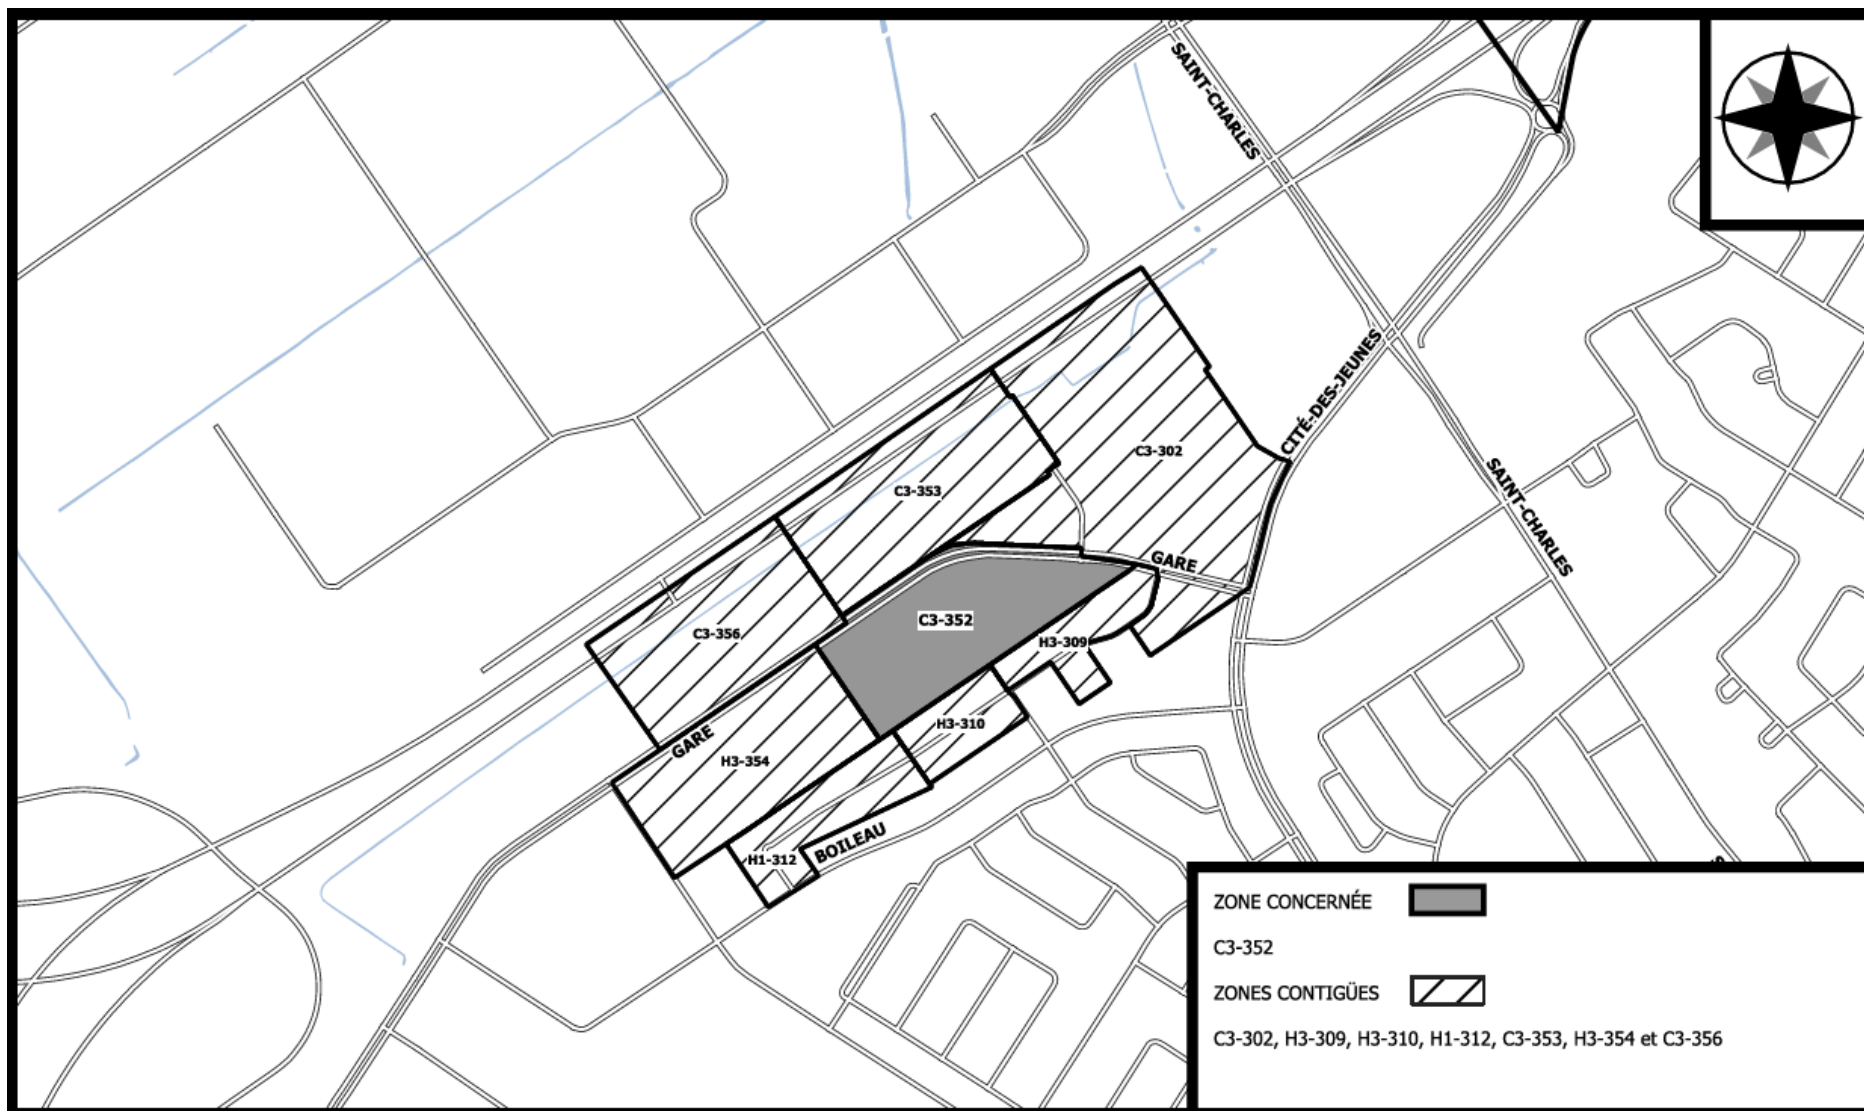 SAINT-CHARLES
CITÉ-DES-JEUNES
C3-302
SAINT-CHARLES
C3-353
GARE
C3-352
C3-356
H3-309
H3-310
GARE
H3-354
BOILEAU
H1-312
ZONE CONCERNÉE
C3-352
ZONES CONTIGÜES
C3-302, H3-309, H3-310, H1-312, C3-353, H3-354 et C3-356